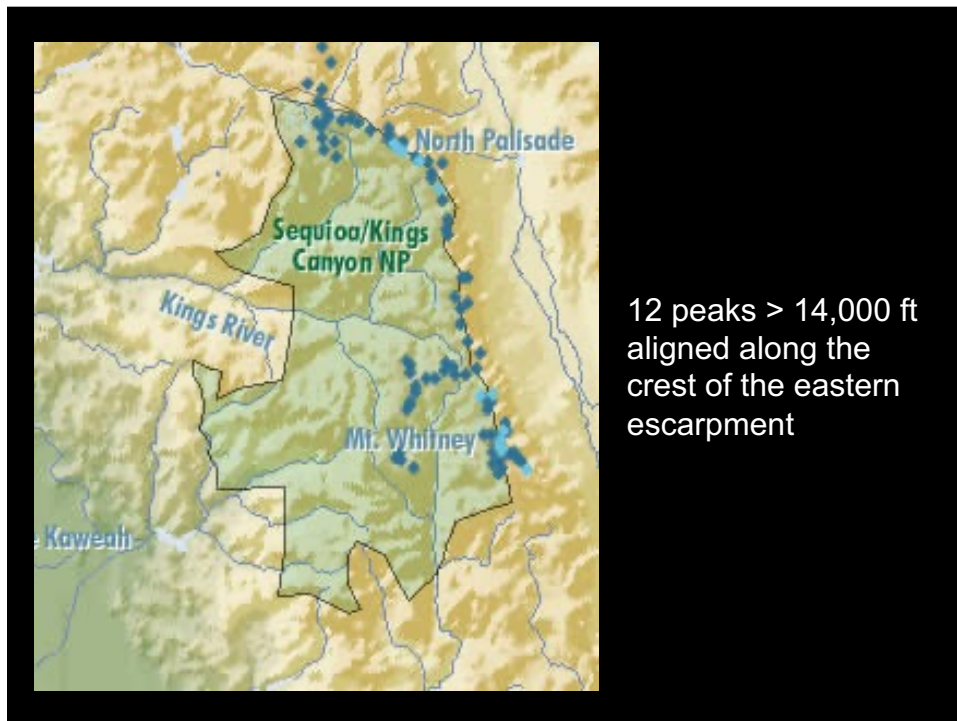 North Palisade
Sequioa/Kings
Canyon NP
Kings River
Mt. Whitney
Kaweah
12 peaks > 14,000 ft
aligned along the
crest of the eastern
escarpment